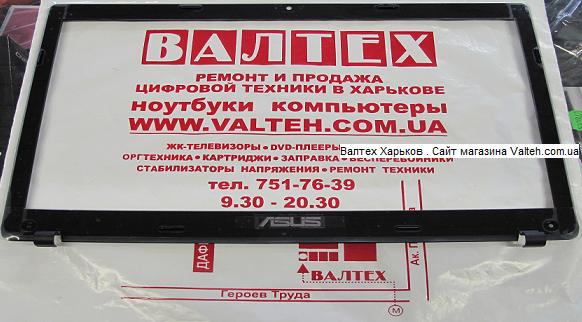 ВАЛТЕХ
РЕМОНТ И ПРОДАЖА
ЦИФРОВОЙ ТЕХНИКИ В ХАРЬКОВЕ
ноутбуки компьютеры
WWW.VALTEH.COM.UA
ЖК-ТЕЛЕВИЗОРЫ • DVD-ПЛЕЕРЫ
Валтех Харьков . Сайт магазина Valteh.com.ua
ОРГТЕХНИКА • КАРТРИДЖИ • ЗАПРАВКА • БЕСПЕРЕБОЙНИКИ
СТАБИЛИЗАТОРЫ НАПРЯЖЕНИЯ • РЕМОНТ ТЕХНИКИ
тел. 751-76-39
9.30 - 20.30
ASUS
ДАФИ
Ак.
ВАЛТЕХ
Героев Труда
М